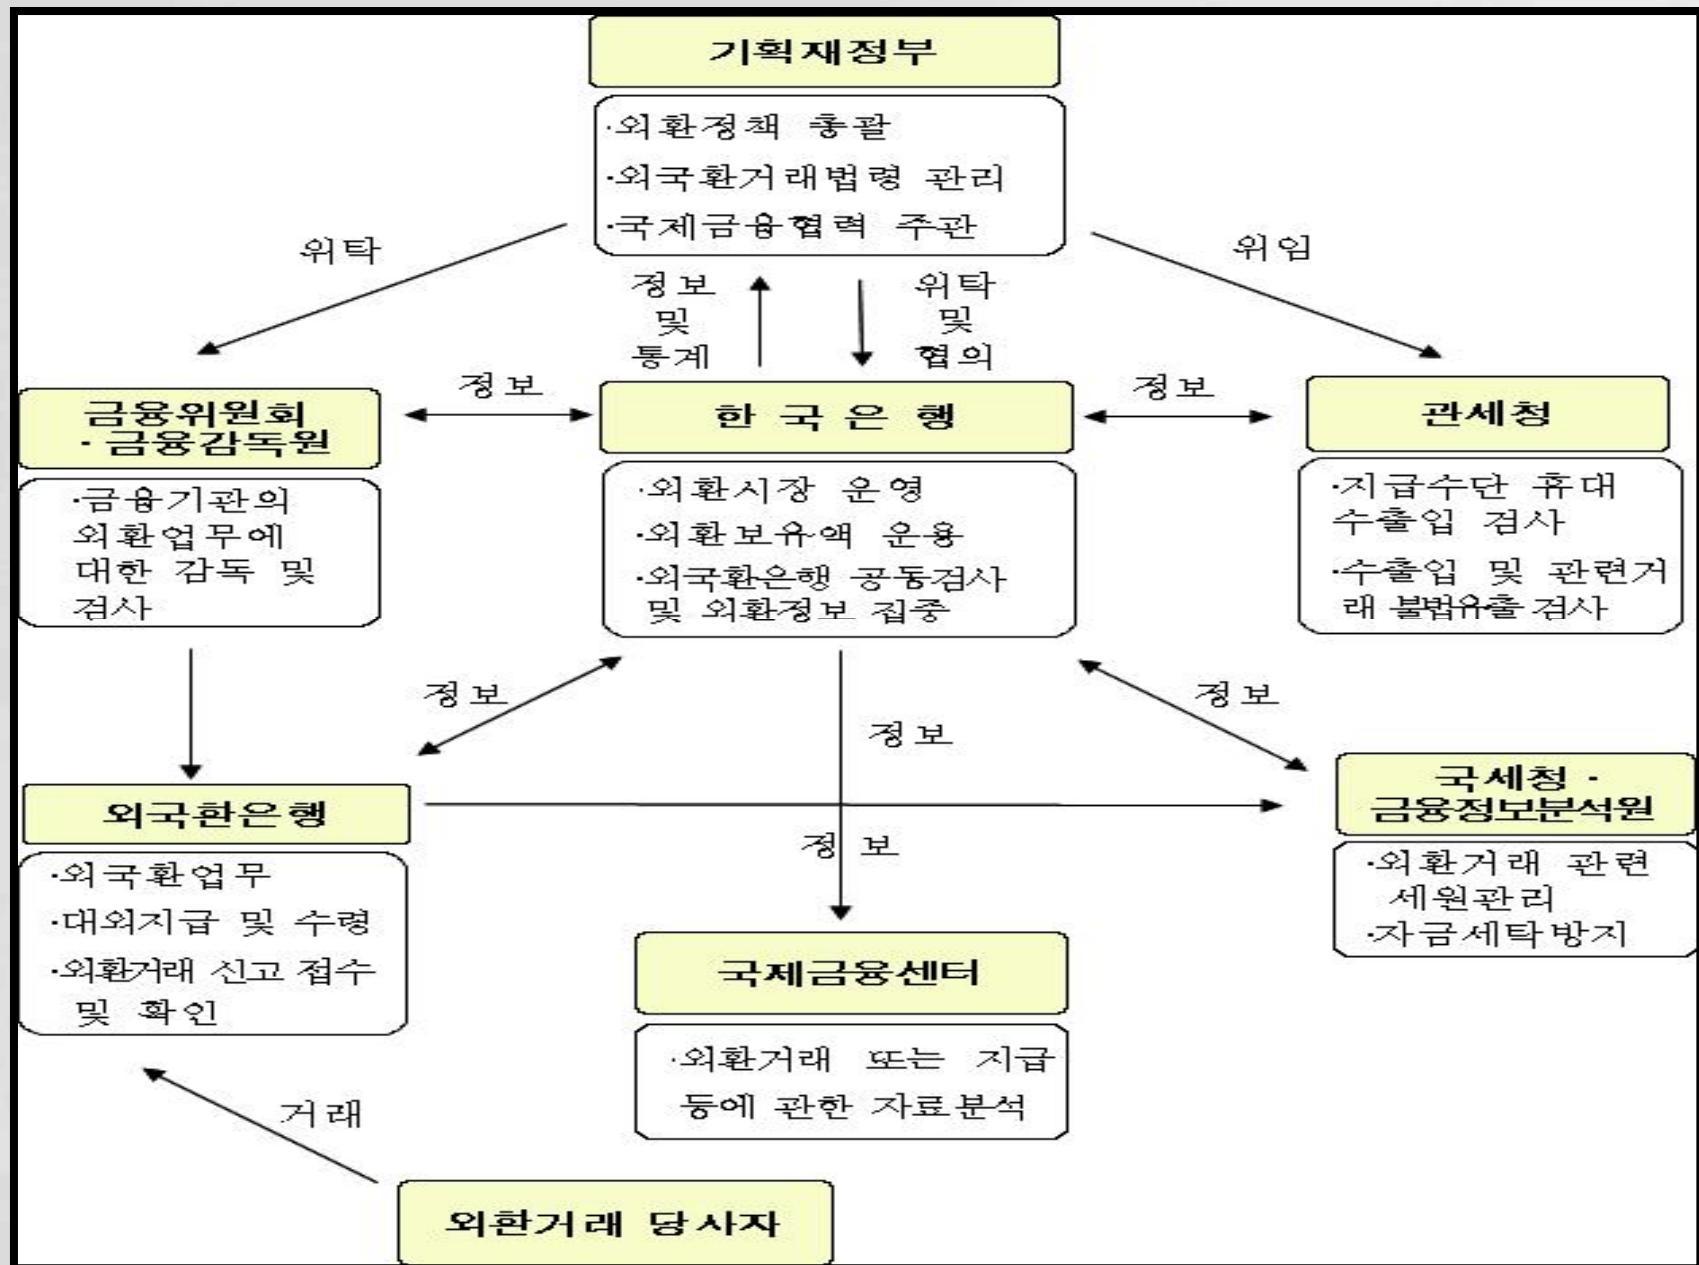 기획재정부
·외환정책 총괄
·외국환거래법령 관리
·국제금융협력 주관
위탁
정보
및
통계
위탁
및
협의
위임
금융위원회
·금융감독원
정보
한 국 은 행
정보
관세청
·금융기관의
외환업무에
대한 감독 및
검사
·외환시장 운영
·외환보유액 운용
·외국환은행 공동검사
및 외환정보 집중
·지급수단 휴대
수출입 검사
·수출입 및 관련거
래 불법유출 검사
정보
정보
정보
외국환은행
국세청·
금융정보분석원
정보
·외국환업무
·대외지급 및 수령
·외환거래 신고 접수
및 확인
·외환거래 관련
세원관리
·자금세탁방지
국제금융센터
·외환거래 또는 지급
등에 관한 자료분석
거래
외환거래 당사자